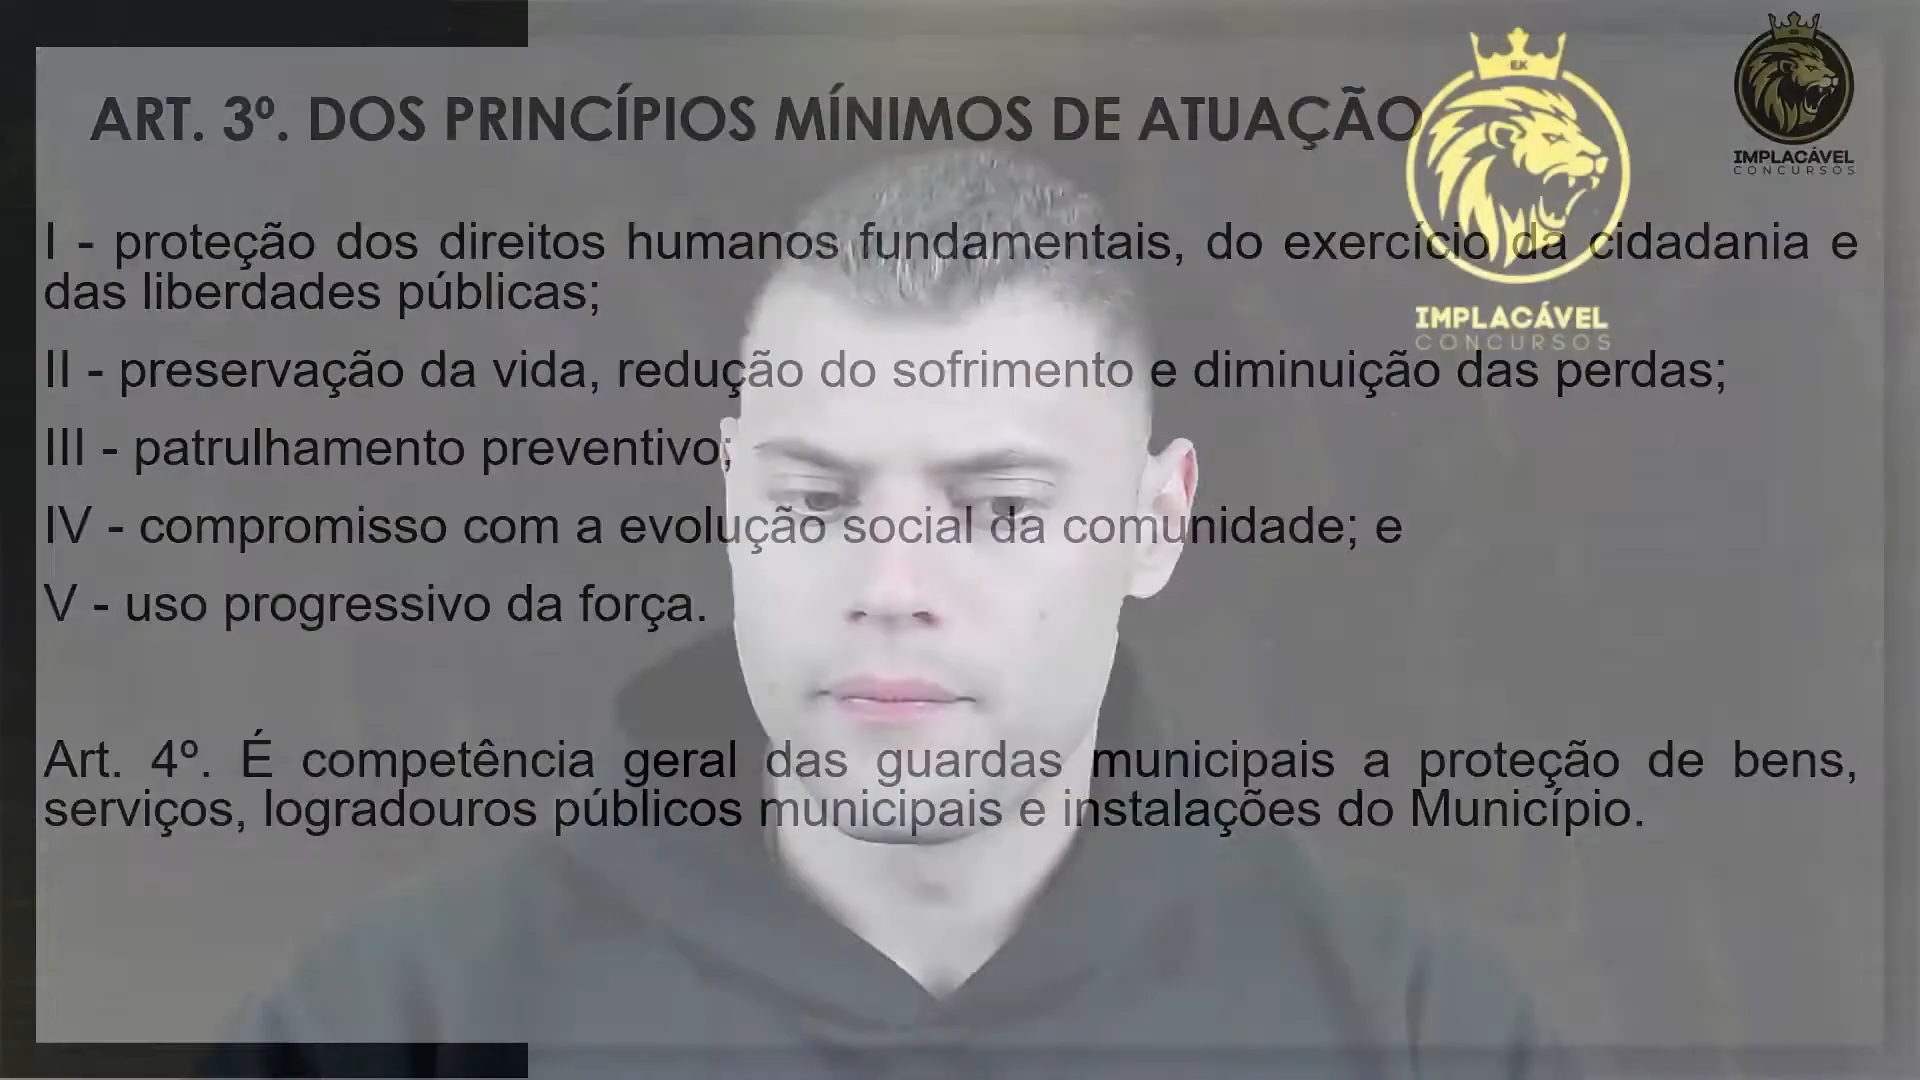 ART. 3º. DOS PRINCÍPIOS MÍNIMOS DE ATUAÇÃO
EK
IMPLACÁVEL
CONCURSOS
IMPLACÁVEL
CONCURSOS
I - proteção dos direitos humanos fundamentais, do exercício da cidadania e
das liberdades públicas;
II - preservação da vida, redução do sofrimento e diminuição das perdas;
III - patrulhamento preventivo;
IV - compromisso com a evolução social da comunidade; e
V - uso progressivo da força.
Art. 4º. É competência geral das guardas municipais a proteção de bens,
serviços, logradouros públicos municipais e instalações do Município.